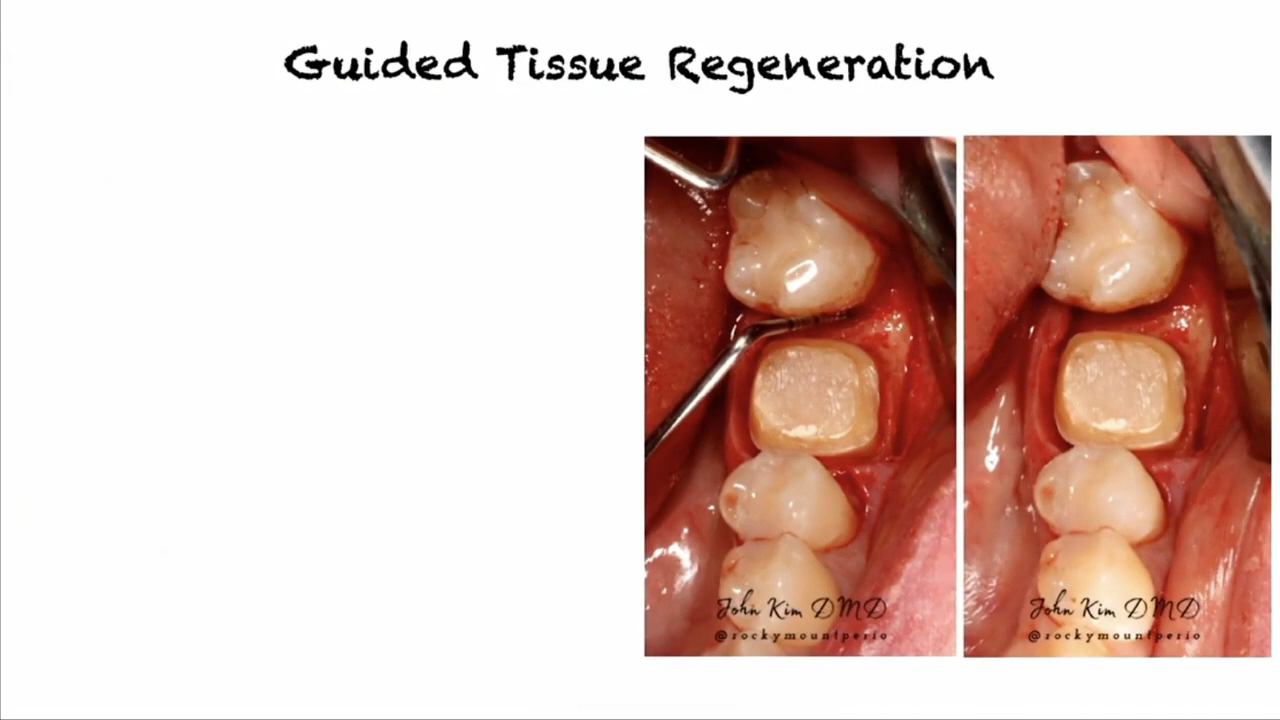 Guided Tissue Regeneration
John Kim DMD
@rockymountperio
John Kim DMD
@rockymountperio